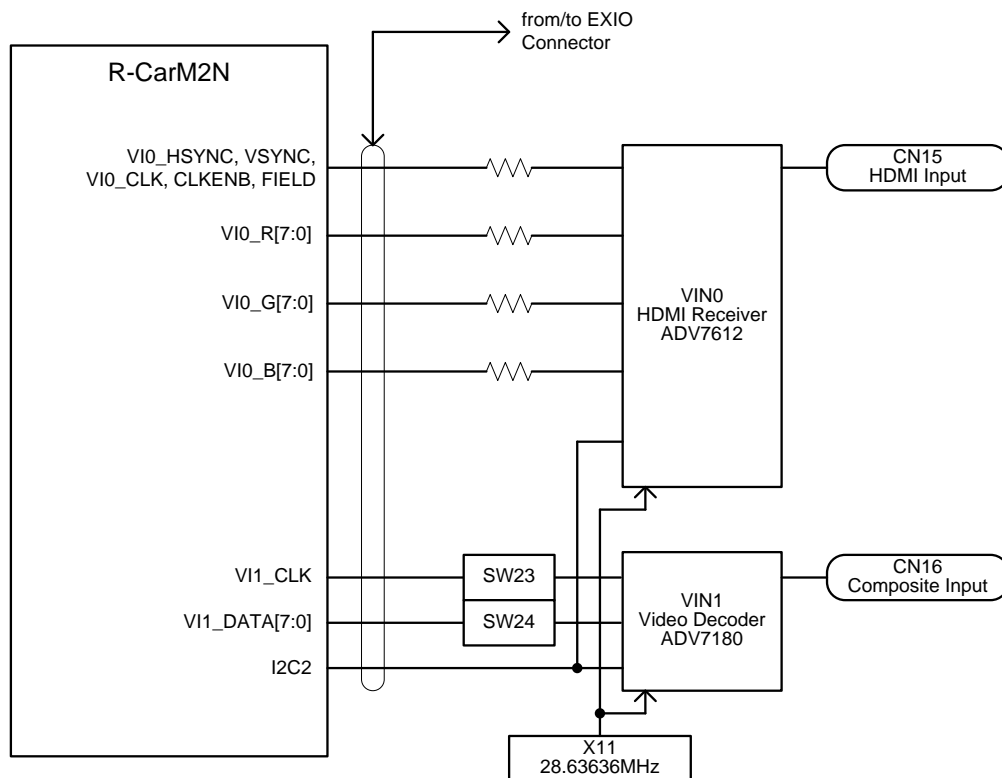 from/to EXIO
Connector
R-CarM2N
VI0_HSYNC, VSYNC,
VI0_CLK, CLKENB, FIELD
VI0_R[7:0]
VI0_G[7:0]
VI0_B[7:0]
VIN0
HDMI Receiver
ADV7612
CN15
HDMI Input
VI1_CLK
VI1_DATA[7:0]
I2C2
SW23
SW24
VIN1
Video Decoder
ADV7180
CN16
Composite Input
X11
28.63636MHz